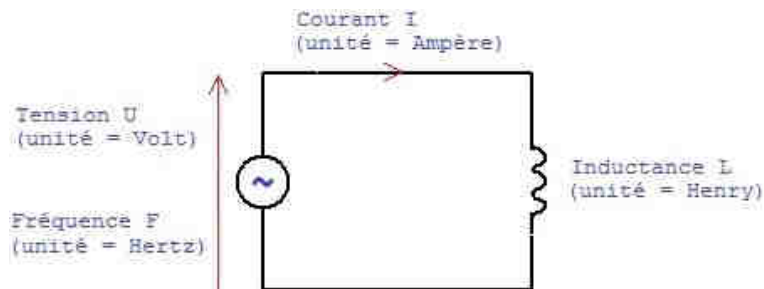 Courant I
(unité = Ampère)
Tension U
(unité = Volt)
~
Inductance L
(unité = Henry)
Fréquence F
(unité = Hertz)